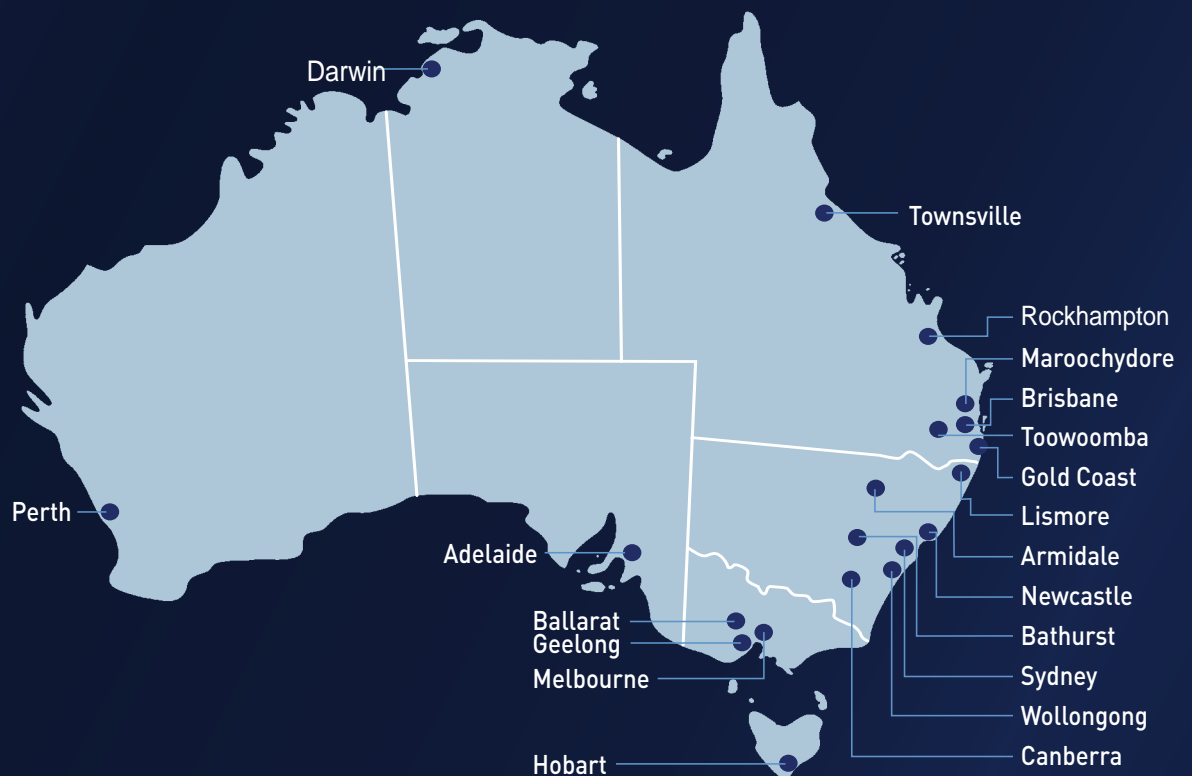 Darwin
Townsville
Rockhampton
Maroochydore
Brisbane
Toowoomba
Gold Coast
Perth
Lismore
Adelaide
Armidale
Newcastle
Ballarat
Bathurst
Geelong
Melbourne
Sydney
Wollongong
Hobart
Canberra